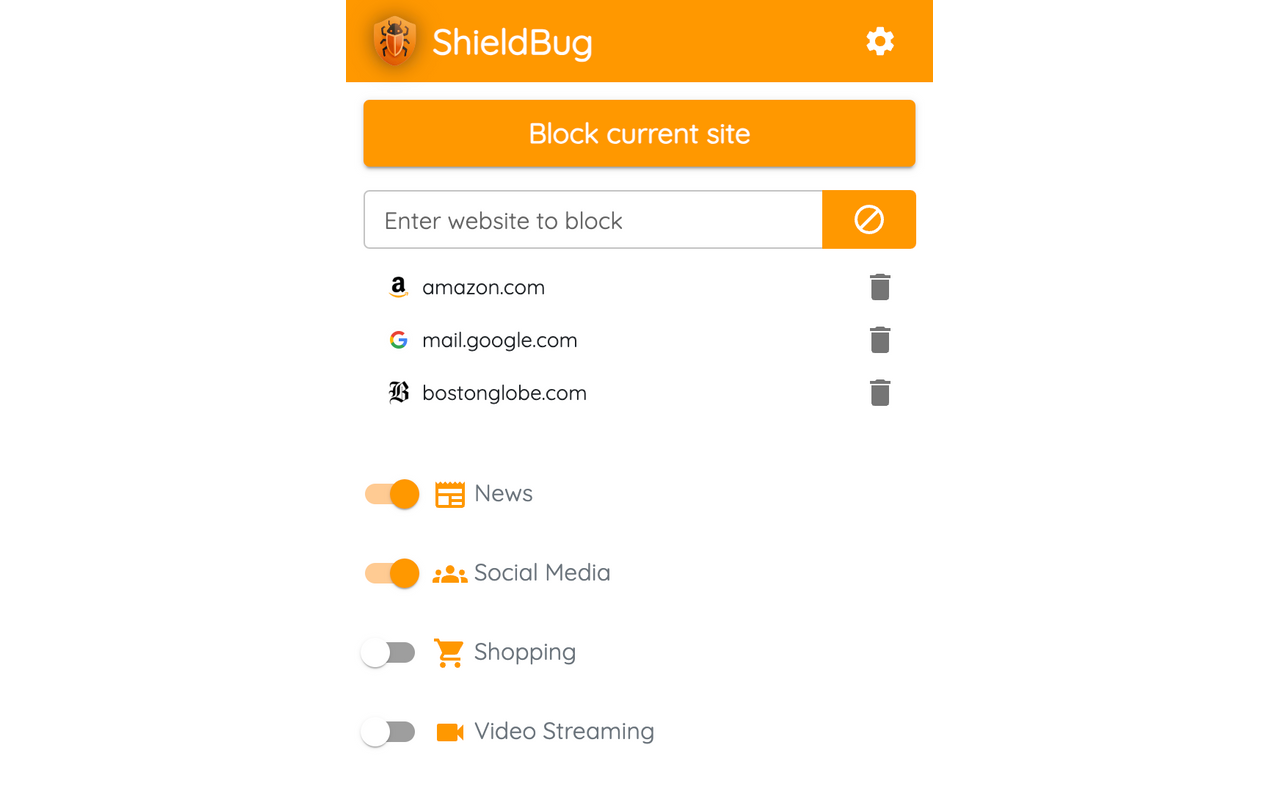 ShieldBug
Block current site
Enter website to block
amazon.com
mail.google.com
bostonglobe.com
News
Social Media
Shopping
Video Streaming